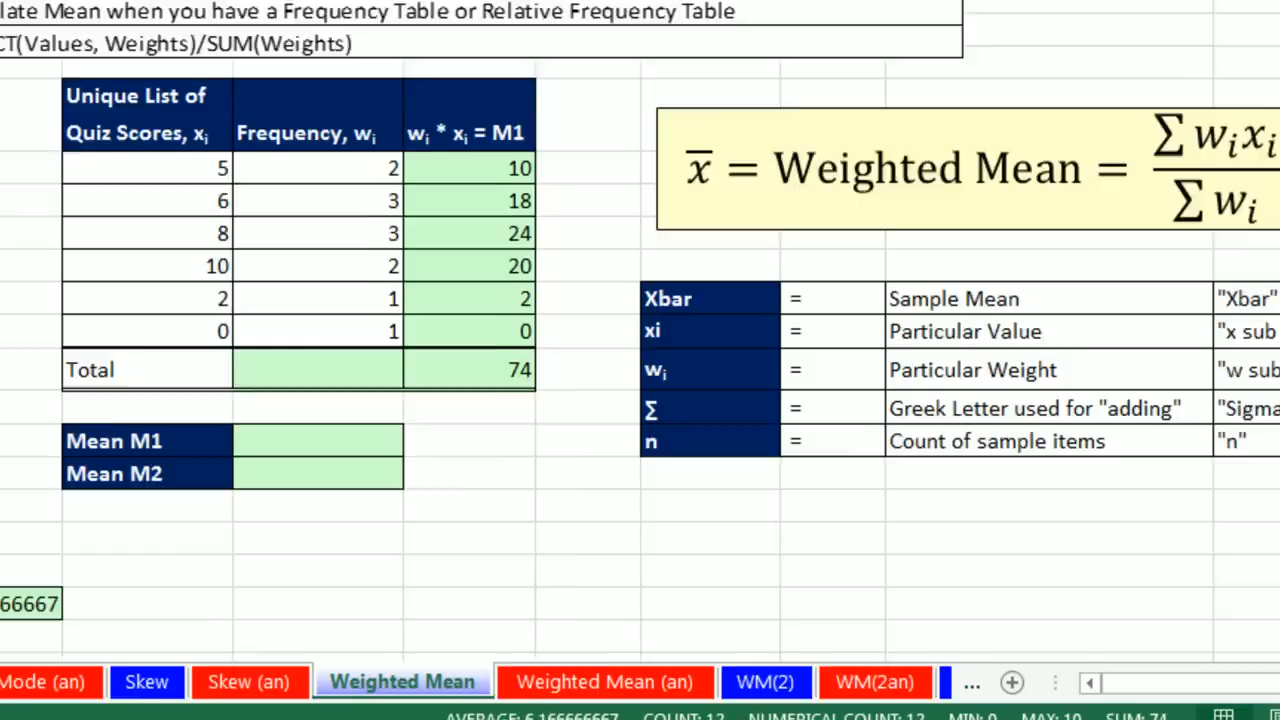 late Mean when you have a Frequency Table or Relative Frequency Table
CT(Values, Weights)/SUM(Weights)
Unique List of
Quiz Scores, xᵢ Frequency, wᵢ wᵢ * xᵢ = M1
5 2 10
6 3 18
8 3 24
10 2 20
2 1 2
0 1 0
Total 74
Mean M1
Mean M2
66667
x̅ = Weighted Mean = ∑ wᵢxᵢ / ∑ wᵢ
Xbar = Sample Mean "Xbar"
xi = Particular Value "x sub
wᵢ = Particular Weight "w sub
∑ = Greek Letter used for "adding" "Sigma
n = Count of sample items "n"
Mode (an) Skew Skew (an) Weighted Mean Weighted Mean (an) WM(2) WM(2an) ...
AVERAGE: 6.166666667 COUNT: 12 NUMERICAL COUNT: 12 MIN: 0 MAX: 10 SUM: 74